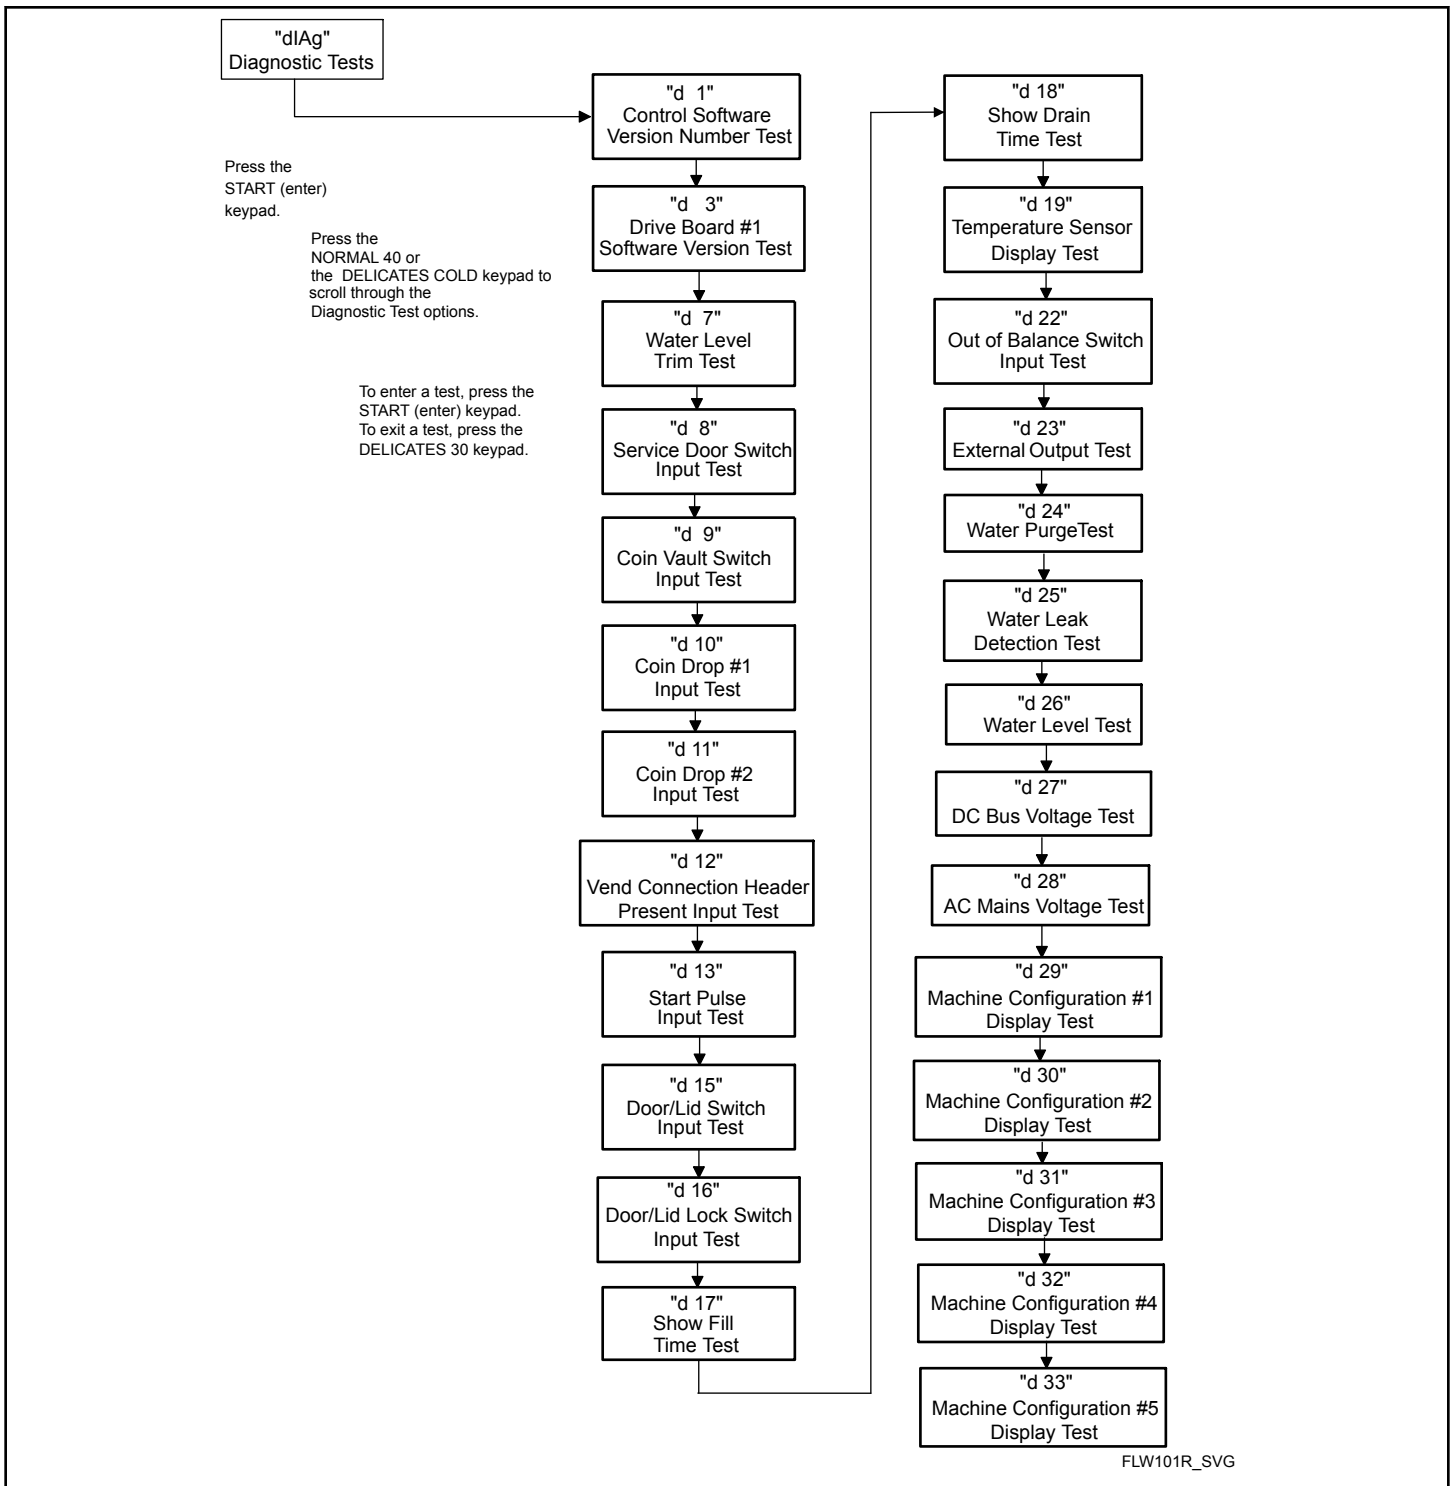 "dIAg"
Diagnostic Tests
Press the
START (enter)
keypad.
Press the
NORMAL 40 or
the DELICATES COLD keypad to
scroll through the
Diagnostic Test options.
To enter a test, press the
START (enter) keypad.
To exit a test, press the
DELICATES 30 keypad.
"d 1"
Control Software
Version Number Test
"d 3"
Drive Board #1
Software Version Test
"d 7"
Water Level
Trim Test
"d 8"
Service Door Switch
Input Test
"d 9"
Coin Vault Switch
Input Test
"d 10"
Coin Drop #1
Input Test
"d 11"
Coin Drop #2
Input Test
"d 12"
Vend Connection Header
Present Input Test
"d 13"
Start Pulse
Input Test
"d 15"
Door/Lid Switch
Input Test
"d 16"
Door/Lid Lock Switch
Input Test
"d 17"
Show Fill
Time Test
"d 18"
Show Drain
Time Test
"d 19"
Temperature Sensor
Display Test
"d 22"
Out of Balance Switch
Input Test
"d 23"
External Output Test
"d 24"
Water PurgeTest
"d 25"
Water Leak
Detection Test
"d 26"
Water Level Test
"d 27"
DC Bus Voltage Test
"d 28"
AC Mains Voltage Test
"d 29"
Machine Configuration #1
Display Test
"d 30"
Machine Configuration #2
Display Test
"d 31"
Machine Configuration #3
Display Test
"d 32"
Machine Configuration #4
Display Test
"d 33"
Machine Configuration #5
Display Test
FLW101R_SVG